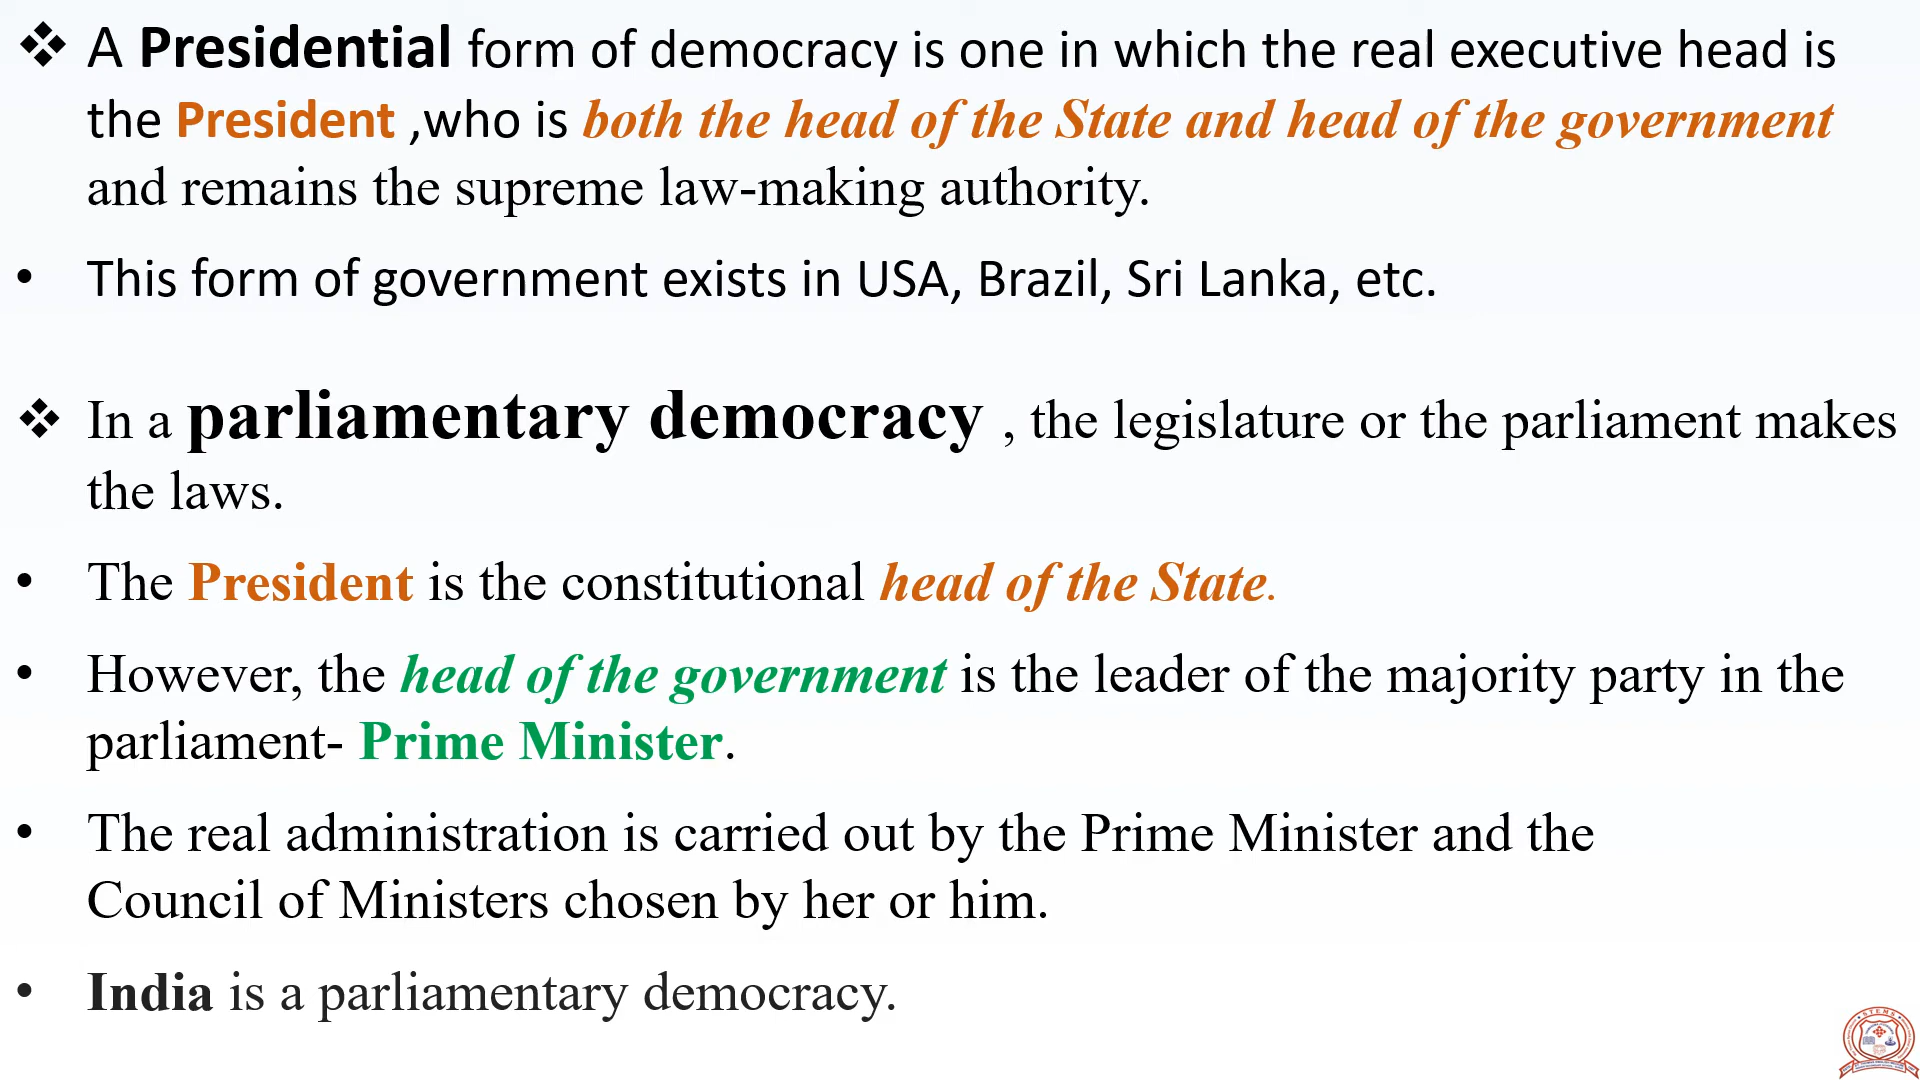 ❖ A Presidential form of democracy is one in which the real executive head is
the President ,who is both the head of the State and head of the government
and remains the supreme law-making authority.
• This form of government exists in USA, Brazil, Sri Lanka, etc.
❖ In a parliamentary democracy , the legislature or the parliament makes
the laws.
• The President is the constitutional head of the State.
• However, the head of the government is the leader of the majority party in the
parliament- Prime Minister.
• The real administration is carried out by the Prime Minister and the
Council of Ministers chosen by her or him.
• India is a parliamentary democracy.
STEMS